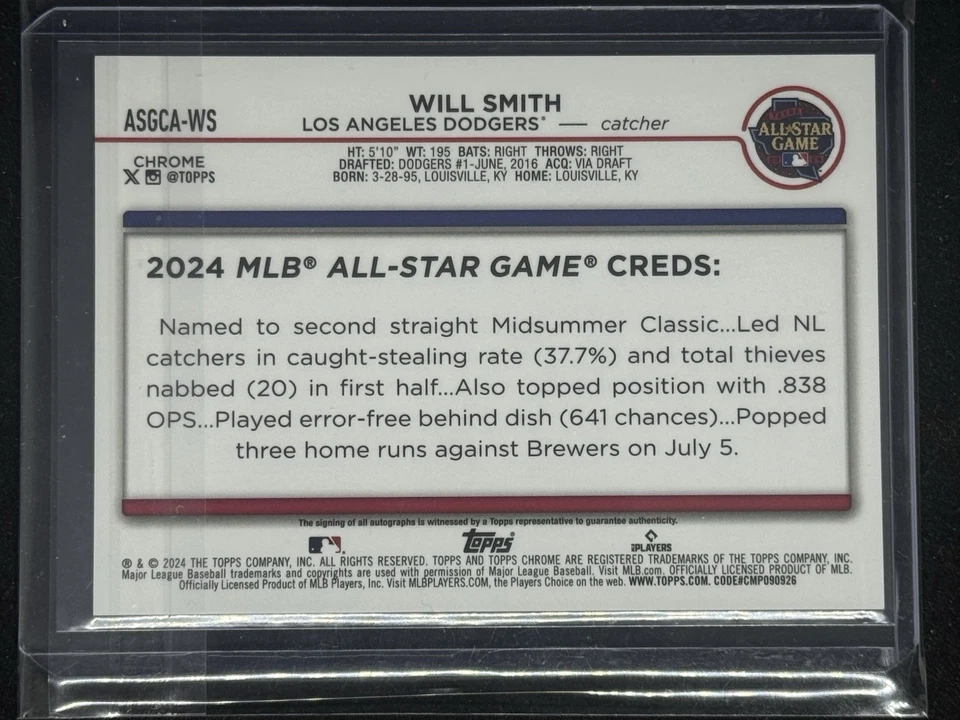 ASGCA-WS
WILL SMITH
LOS ANGELES DODGERS® — catcher
ALL-STAR
GAME
CHROME
X @TOPPS
HT: 5'10" WT: 195 BATS: RIGHT THROWS: RIGHT
DRAFTED: DODGERS #1-JUNE, 2016 ACQ: VIA DRAFT
BORN: 3-28-95, LOUISVILLE, KY HOME: LOUISVILLE, KY
2024 MLB® ALL-STAR GAME® CREDS:
Named to second straight Midsummer Classic...Led NL
catchers in caught-stealing rate (37.7%) and total thieves
nabbed (20) in first half...Also topped position with .838
OPS...Played error-free behind dish (641 chances)...Popped
three home runs against Brewers on July 5.
The signing of all autographs is witnessed by a Topps representative to guarantee authenticity.
topps
PLAYERS
® & © 2024 THE TOPPS COMPANY, INC. ALL RIGHTS RESERVED. TOPPS AND TOPPS CHROME ARE REGISTERED TRADEMARKS OF THE TOPPS COMPANY, INC.
Major League Baseball trademarks and copyrights are used with permission of Major League Baseball. Visit MLB.com. OFFICIALLY LICENSED PRODUCT OF MLB.
Officially Licensed Product of MLB Players, Inc. Visit MLBPLAYERS.COM, the Players Choice on the web. WWW.TOPPS.COM. CODE#CMP090926